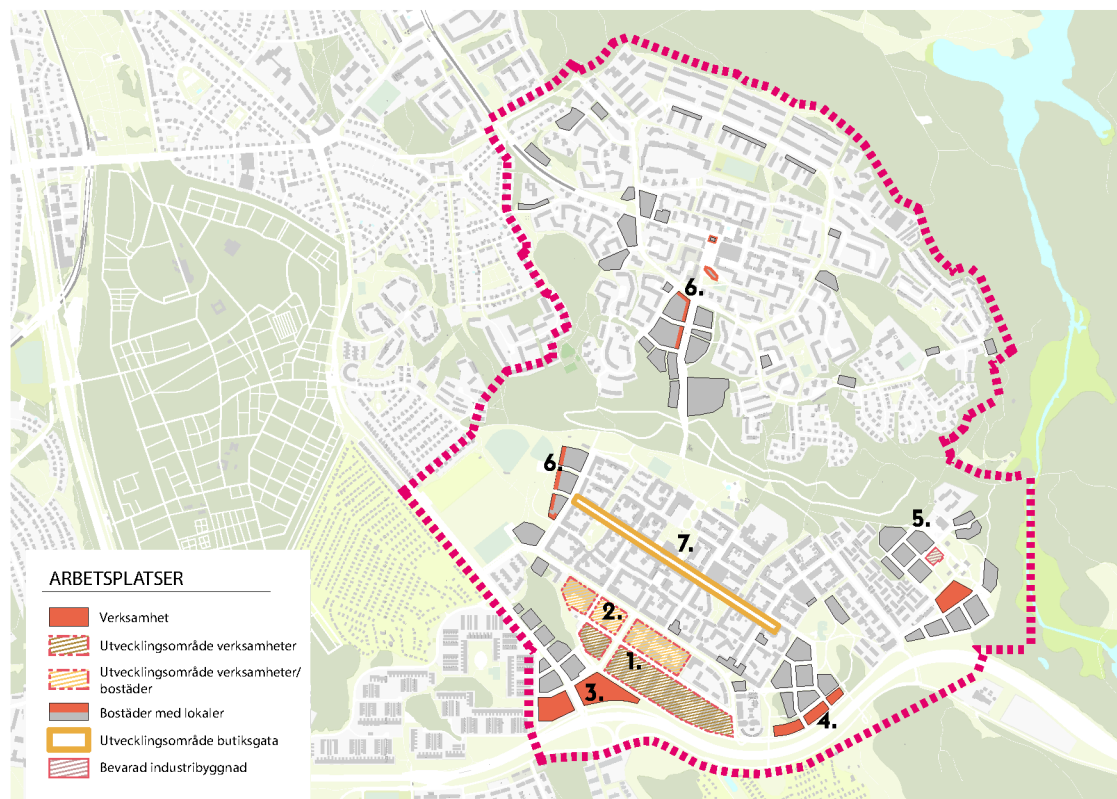 6.
6.
5.
7.
2.
1.
3.
4.
ARBETSPLATSER
Verksamhet
Utvecklingsområde verksamheter
Utvecklingsområde verksamheter/
bostäder
Bostäder med lokaler
Utvecklingsområde butiksgata
Bevarad industribyggnad